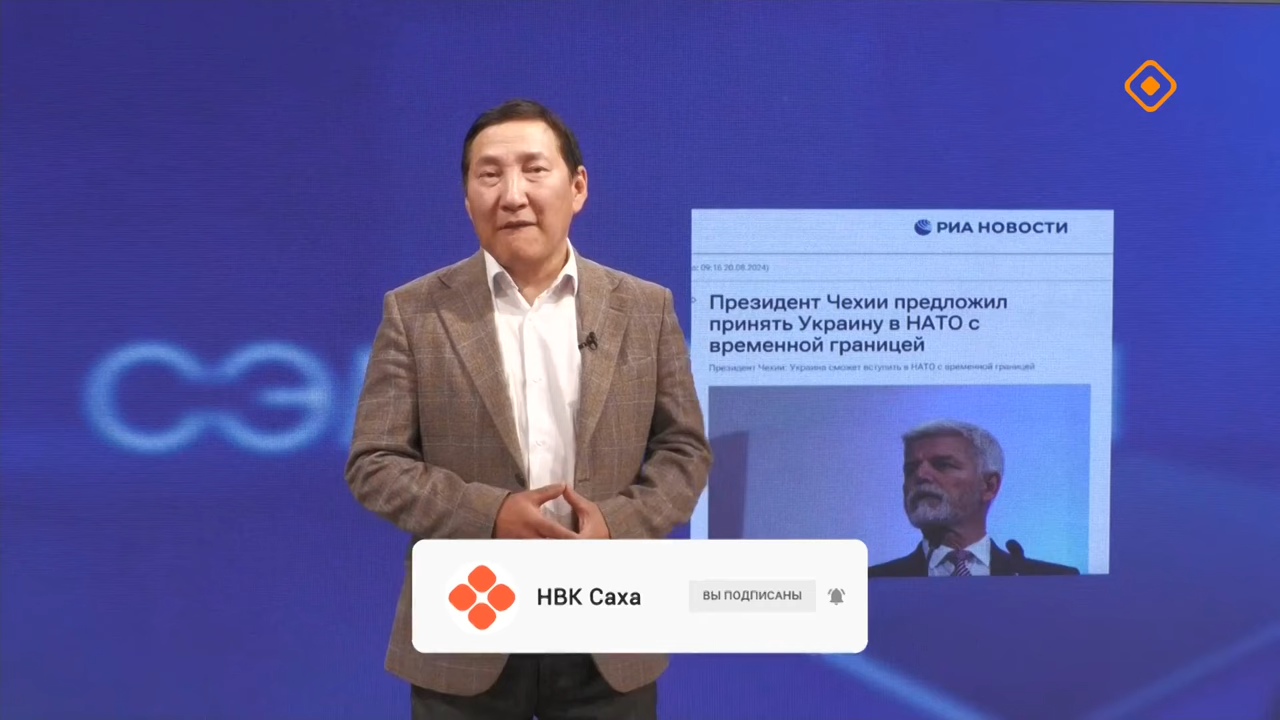 РИА НОВОСТИ
09:16 20.08.2024)
Президент Чехии предложил
принять Украину в НАТО с
временной границей
Президент Чехии: Украина сможет вступить в НАТО с временной границей
СЭ
НВК Саха
ВЫ ПОДПИСАНЫ